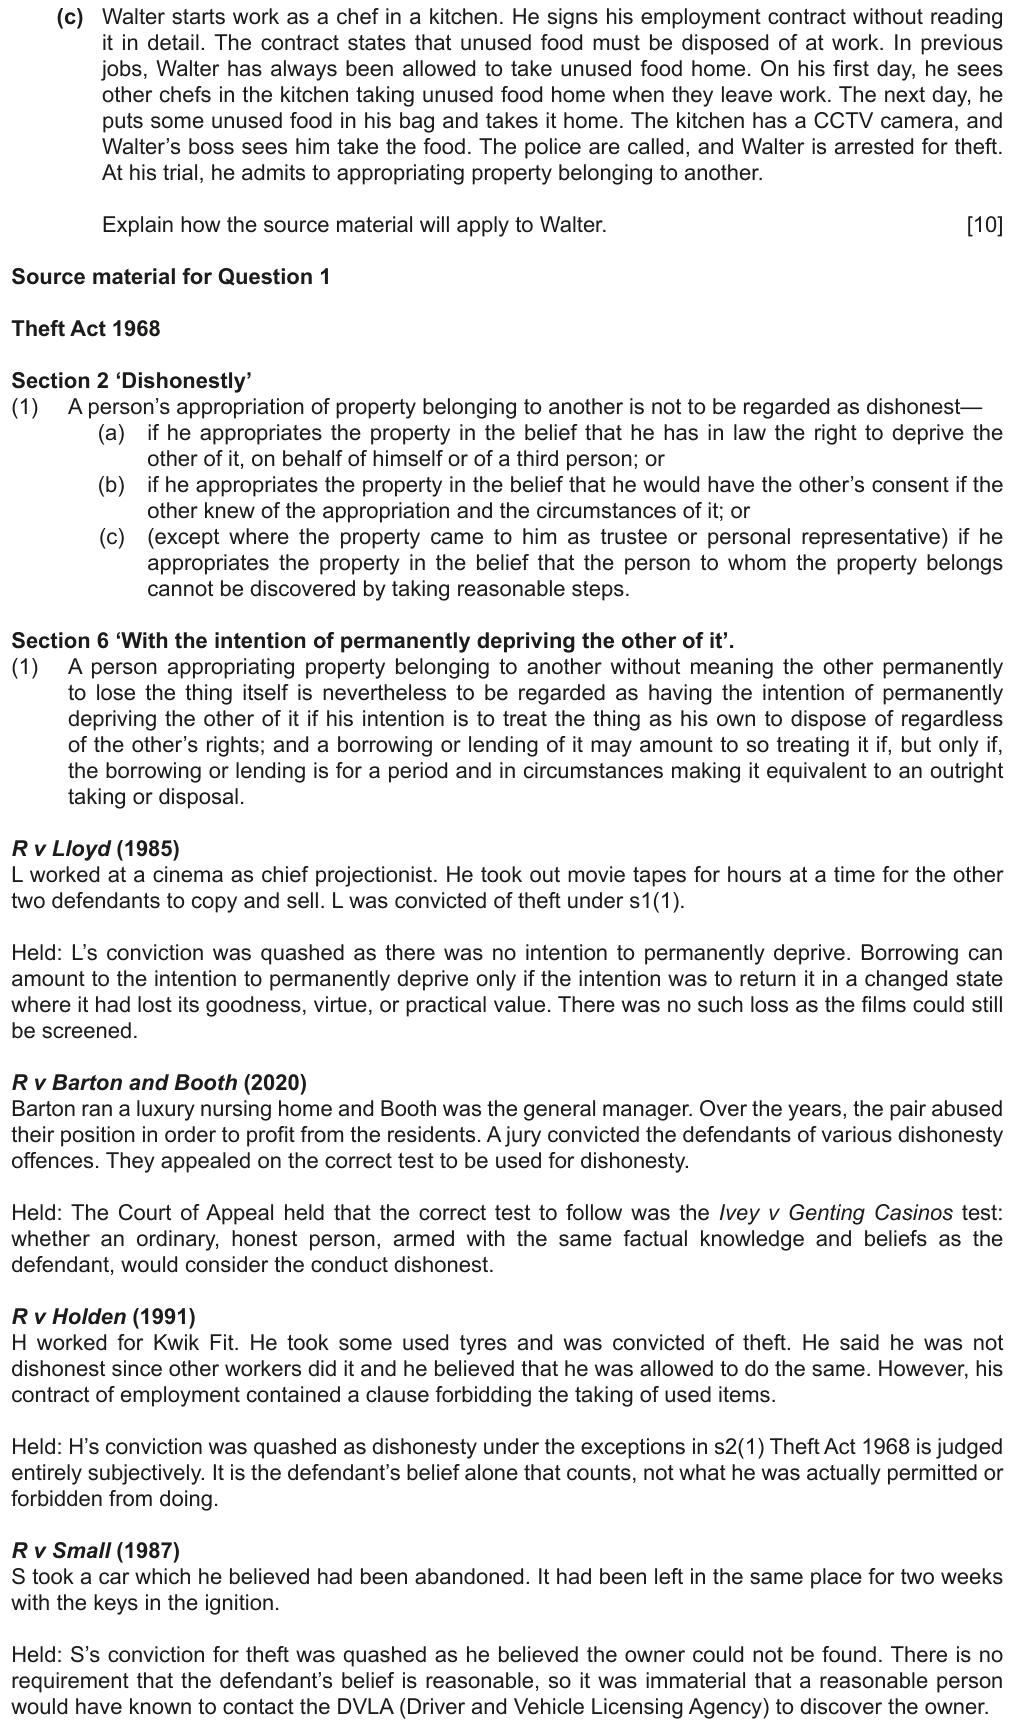 (c) Walter starts work as a chef in a kitchen. He signs his employment contract without reading
it in detail. The contract states that unused food must be disposed of at work. In previous
jobs, Walter has always been allowed to take unused food home. On his first day, he sees
other chefs in the kitchen taking unused food home when they leave work. The next day, he
puts some unused food in his bag and takes it home. The kitchen has a CCTV camera, and
Walter’s boss sees him take the food. The police are called, and Walter is arrested for theft.
At his trial, he admits to appropriating property belonging to another.
Explain how the source material will apply to Walter. [10]
Source material for Question 1
Theft Act 1968
Section 2 ‘Dishonestly’
(1) A person’s appropriation of property belonging to another is not to be regarded as dishonest—
(a) if he appropriates the property in the belief that he has in law the right to deprive the
other of it, on behalf of himself or of a third person; or
(b) if he appropriates the property in the belief that he would have the other’s consent if the
other knew of the appropriation and the circumstances of it; or
(c) (except where the property came to him as trustee or personal representative) if he
appropriates the property in the belief that the person to whom the property belongs
cannot be discovered by taking reasonable steps.
Section 6 ‘With the intention of permanently depriving the other of it’.
(1) A person appropriating property belonging to another without meaning the other permanently
to lose the thing itself is nevertheless to be regarded as having the intention of permanently
depriving the other of it if his intention is to treat the thing as his own to dispose of regardless
of the other’s rights; and a borrowing or lending of it may amount to so treating it if, but only if,
the borrowing or lending is for a period and in circumstances making it equivalent to an outright
taking or disposal.
R v Lloyd (1985)
L worked at a cinema as chief projectionist. He took out movie tapes for hours at a time for the other
two defendants to copy and sell. L was convicted of theft under s1(1).
Held: L’s conviction was quashed as there was no intention to permanently deprive. Borrowing can
amount to the intention to permanently deprive only if the intention was to return it in a changed state
where it had lost its goodness, virtue, or practical value. There was no such loss as the films could still
be screened.
R v Barton and Booth (2020)
Barton ran a luxury nursing home and Booth was the general manager. Over the years, the pair abused
their position in order to profit from the residents. A jury convicted the defendants of various dishonesty
offences. They appealed on the correct test to be used for dishonesty.
Held: The Court of Appeal held that the correct test to follow was the Ivey v Genting Casinos test:
whether an ordinary, honest person, armed with the same factual knowledge and beliefs as the
defendant, would consider the conduct dishonest.
R v Holden (1991)
H worked for Kwik Fit. He took some used tyres and was convicted of theft. He said he was not
dishonest since other workers did it and he believed that he was allowed to do the same. However, his
contract of employment contained a clause forbidding the taking of used items.
Held: H’s conviction was quashed as dishonesty under the exceptions in s2(1) Theft Act 1968 is judged
entirely subjectively. It is the defendant’s belief alone that counts, not what he was actually permitted or
forbidden from doing.
R v Small (1987)
S took a car which he believed had been abandoned. It had been left in the same place for two weeks
with the keys in the ignition.
Held: S’s conviction for theft was quashed as he believed the owner could not be found. There is no
requirement that the defendant’s belief is reasonable, so it was immaterial that a reasonable person
would have known to contact the DVLA (Driver and Vehicle Licensing Agency) to discover the owner.